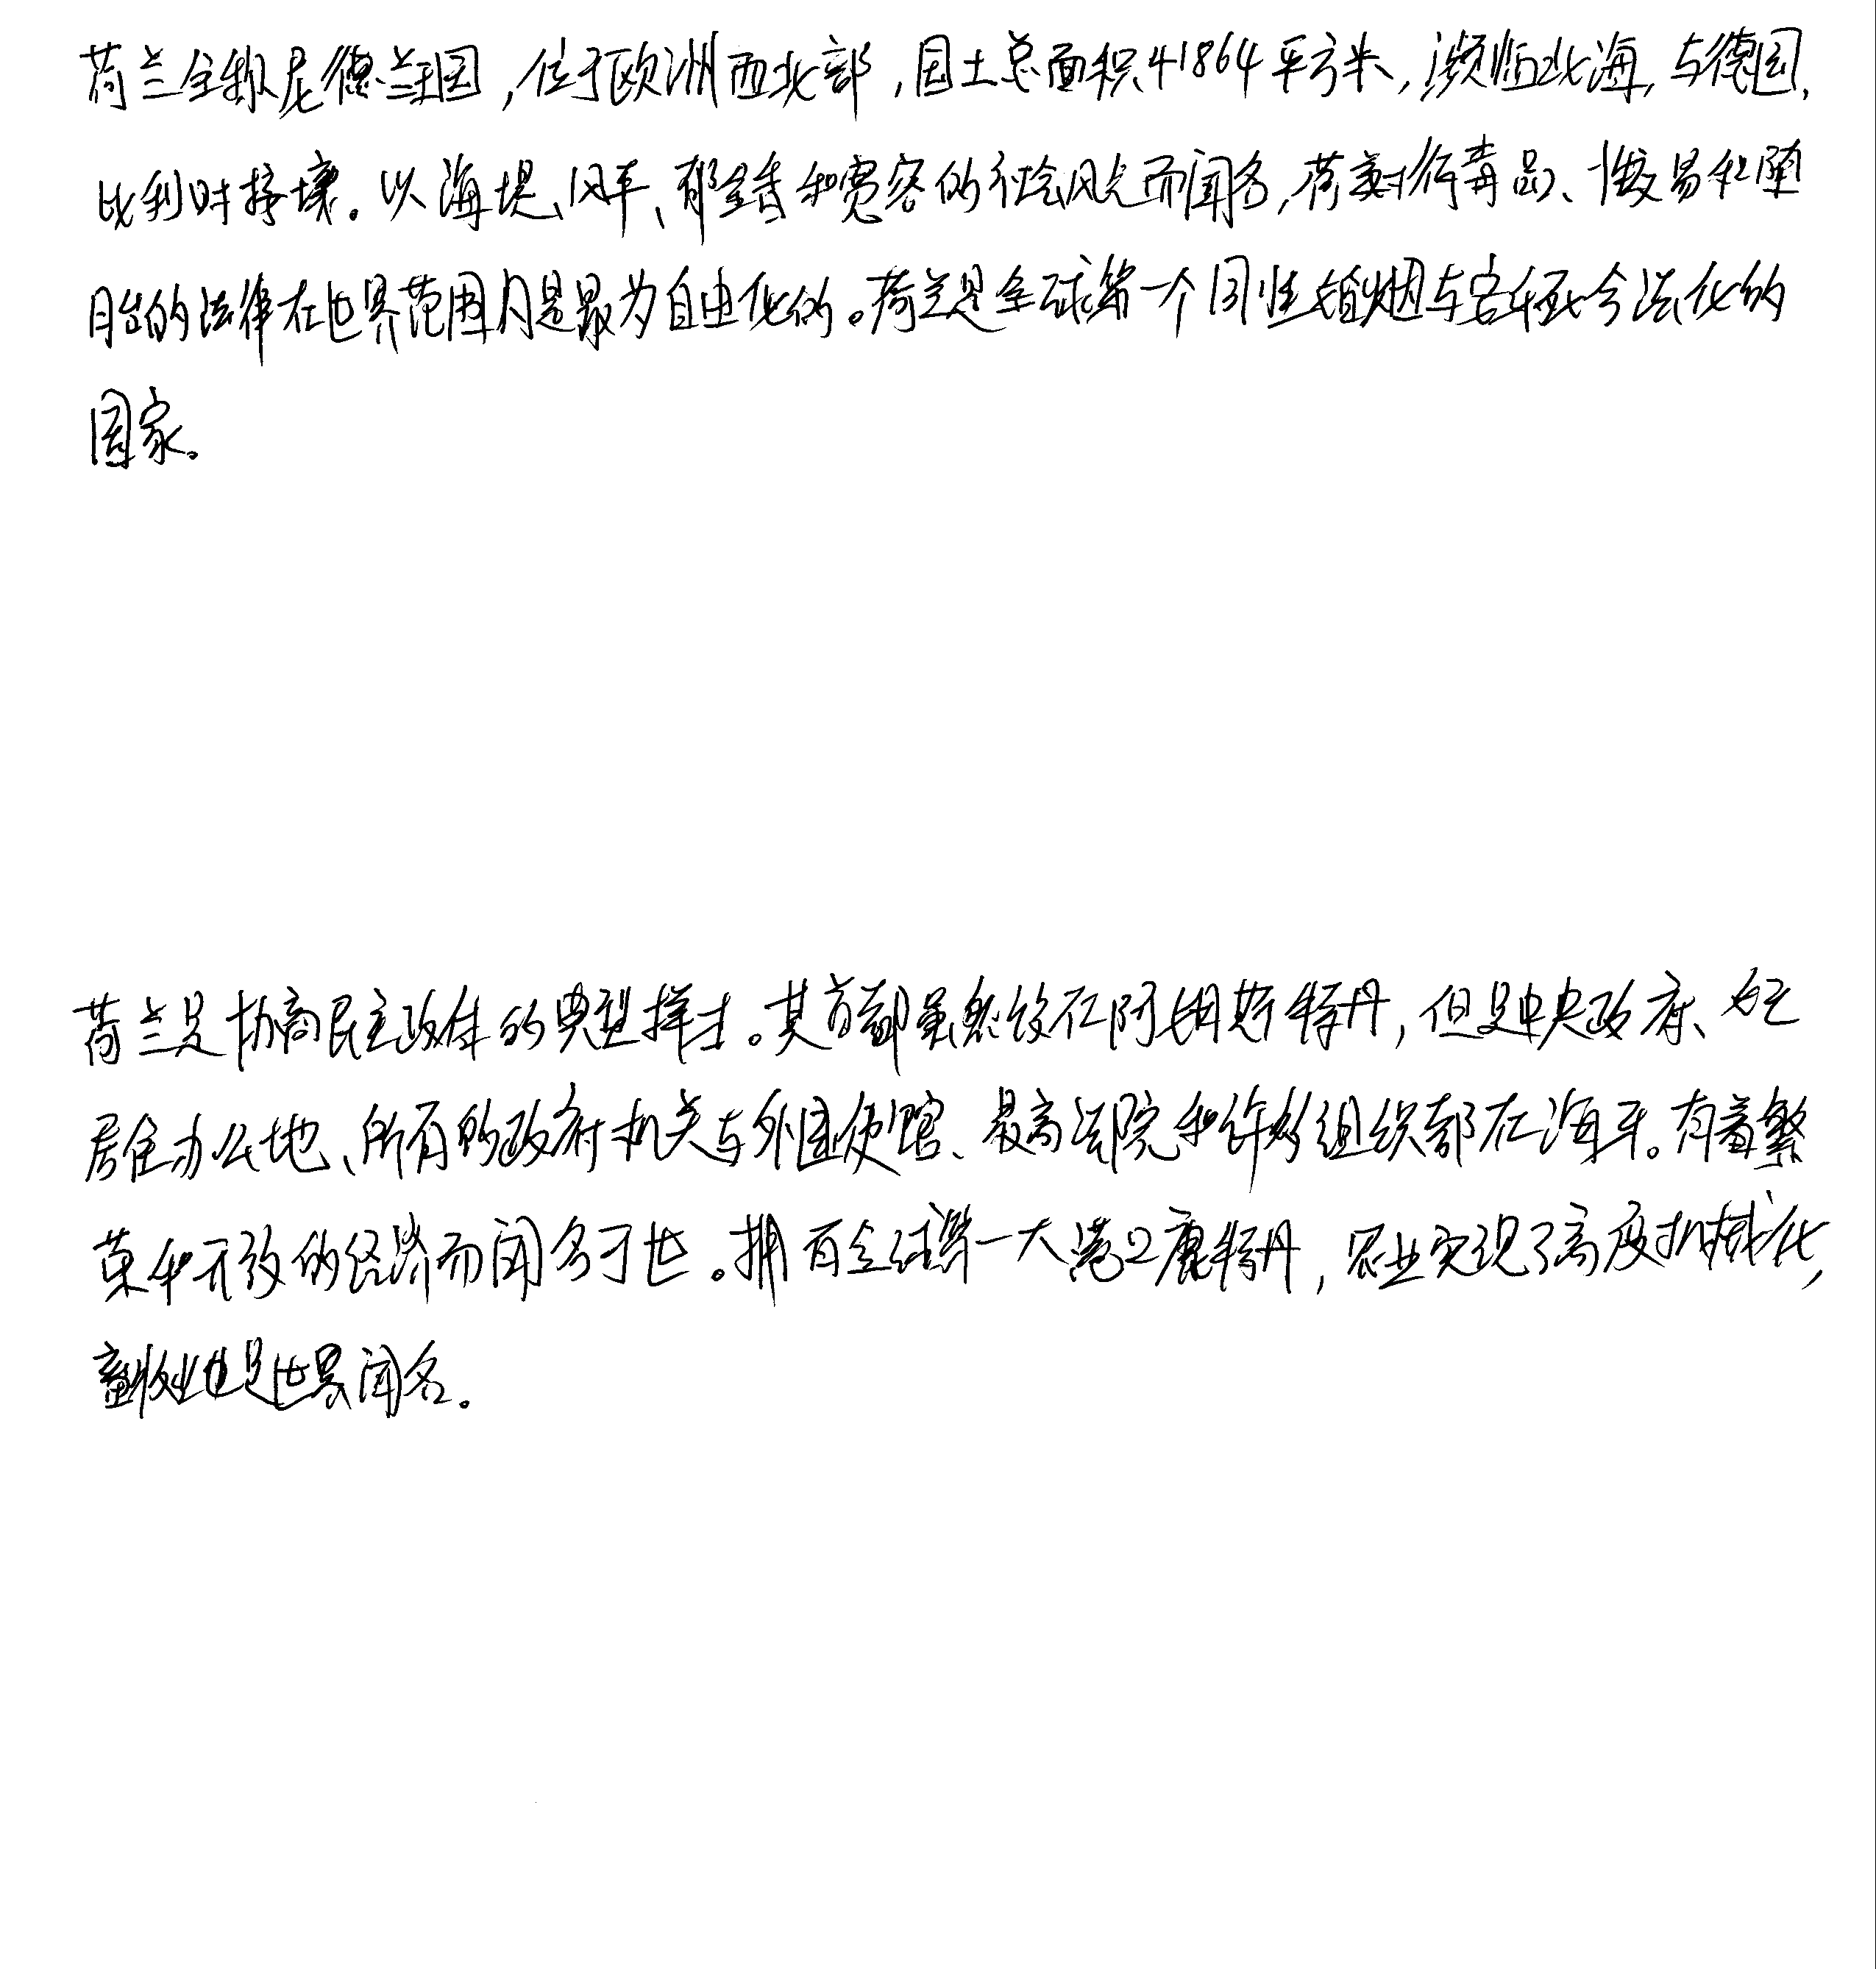 荷兰全称尼德兰王国，位于欧洲西北部，国土总面积41864平方米，濒临北海，与德国，
比利时接壤。以海堤、风车、郁金香和宽容的社会风气而闻名，荷兰对待毒品、性交易和堕
胎的法律在世界范围内是最为自由化的。荷兰是全球第一个同性婚姻与安乐死合法化的
国家。
荷兰是协商民主政体的典型样本。其首都虽然设在阿姆斯特丹，但是中央政府、女王
居住办公地、所有的政府机关与外国使馆、最高法院和许多组织都在海牙。有着繁
荣和开放的经济而闻名于世。拥有全球第一大港口鹿特丹，农业实现了高度机械化，
畜牧业也是世界闻名。